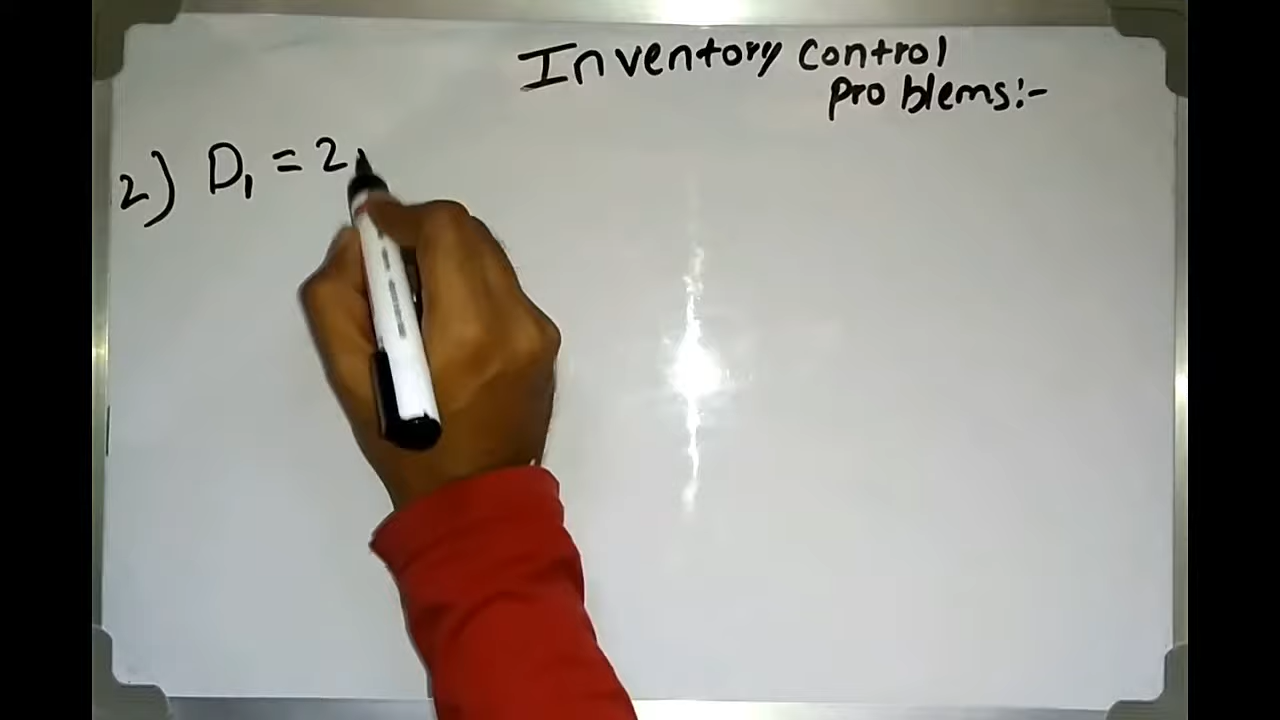 Inventory control
problems:-
2) D₁ = 2